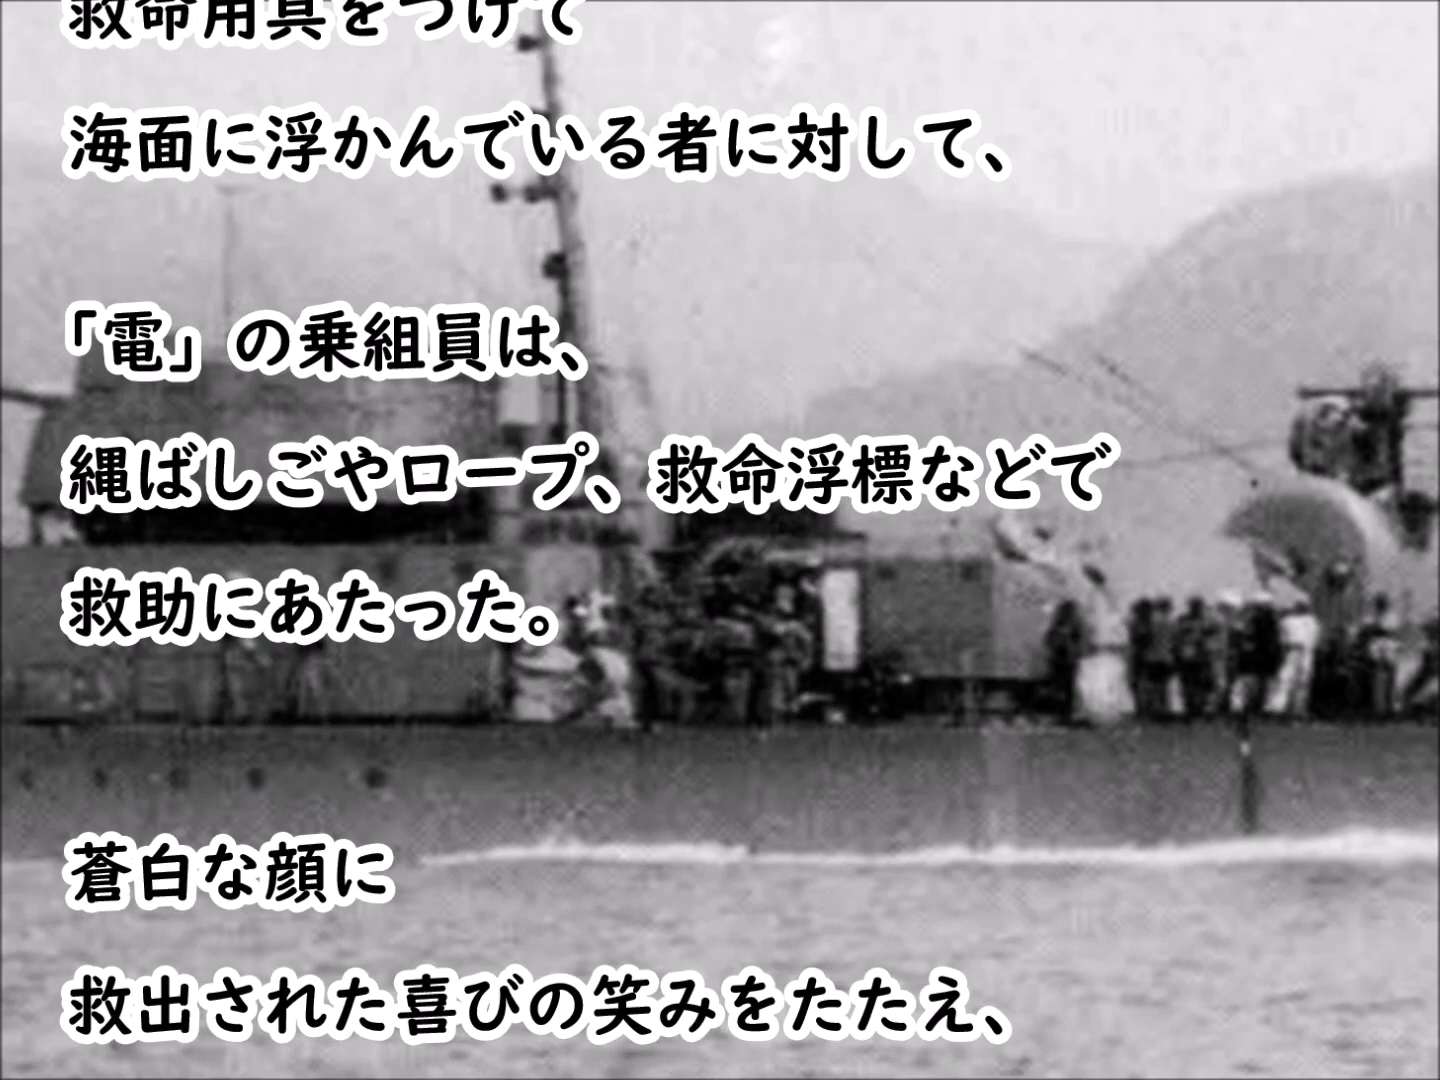 救命用具をつけて
海面に浮かんでいる者に対して、
「電」の乗組員は、
縄ばしごやロープ、救命浮標などで
救助にあたった。
蒼白な顔に
救出された喜びの笑みをたたえ、